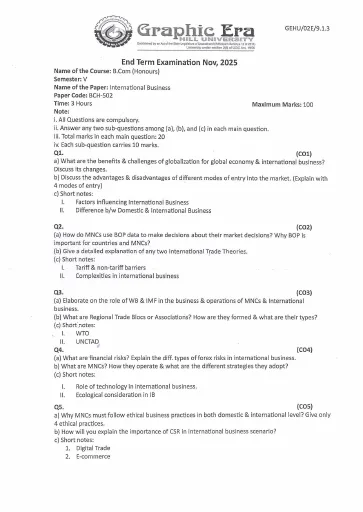 GEHU/02E/9.1.3
Graphic Era
HILL UNIVERSITY
End Term Examination Nov, 2025
Name of the Course: B.Com (Honours)
Semester: V
Name of the Paper: International Business
Paper Code: BCH-502
Time: 3 Hours Maximum Marks: 100
Note:
i. All Questions are compulsory.
ii. Answer any two sub-questions among (a), (b), and (c) in each main question.
iii. Total marks in each main question: 20
iv. Each sub-question carries 10 marks.
Q1. (CO1)
a) What are the benefits & challenges of globalization for global economy & international business?
Discuss its changes.
b) Discuss the advantages & disadvantages of different modes of entry into the market. (Explain with
4 modes of entry)
c) Short notes:
I. Factors influencing International Business
II. Difference b/w Domestic & International Business
Q2. (CO2)
(a) How do MNCs use BOP data to make decisions about their market decisions? Why BOP is
important for countries and MNCs?
(b) Give a detailed explanation of any two International Trade Theories.
(c) Short notes:
I. Tariff & non-tariff barriers
II. Complexities in international business
Q3. (CO3)
(a) Elaborate on the role of WB & IMF in the business & operations of MNCs & International
business.
(b) What are Regional Trade Blocs or Associations? How are they formed & what are their types?
(c) Short notes:
I. WTO
II. UNCTAD
Q4. (CO4)
(a) What are financial risks? Explain the diff. types of forex risks in international business.
b) What are MNCs? How they operate & what are the different strategies they adopt?
(c) Short notes:
I. Role of technology in international business.
II. Ecological consideration in IB
Q5. (CO5)
a) Why MNCs must follow ethical business practices in both domestic & international level? Give only
4 ethical practices.
b) How will you explain the importance of CSR in international business scenario?
c) Short notes:
1. Digital Trade
2. E-commerce